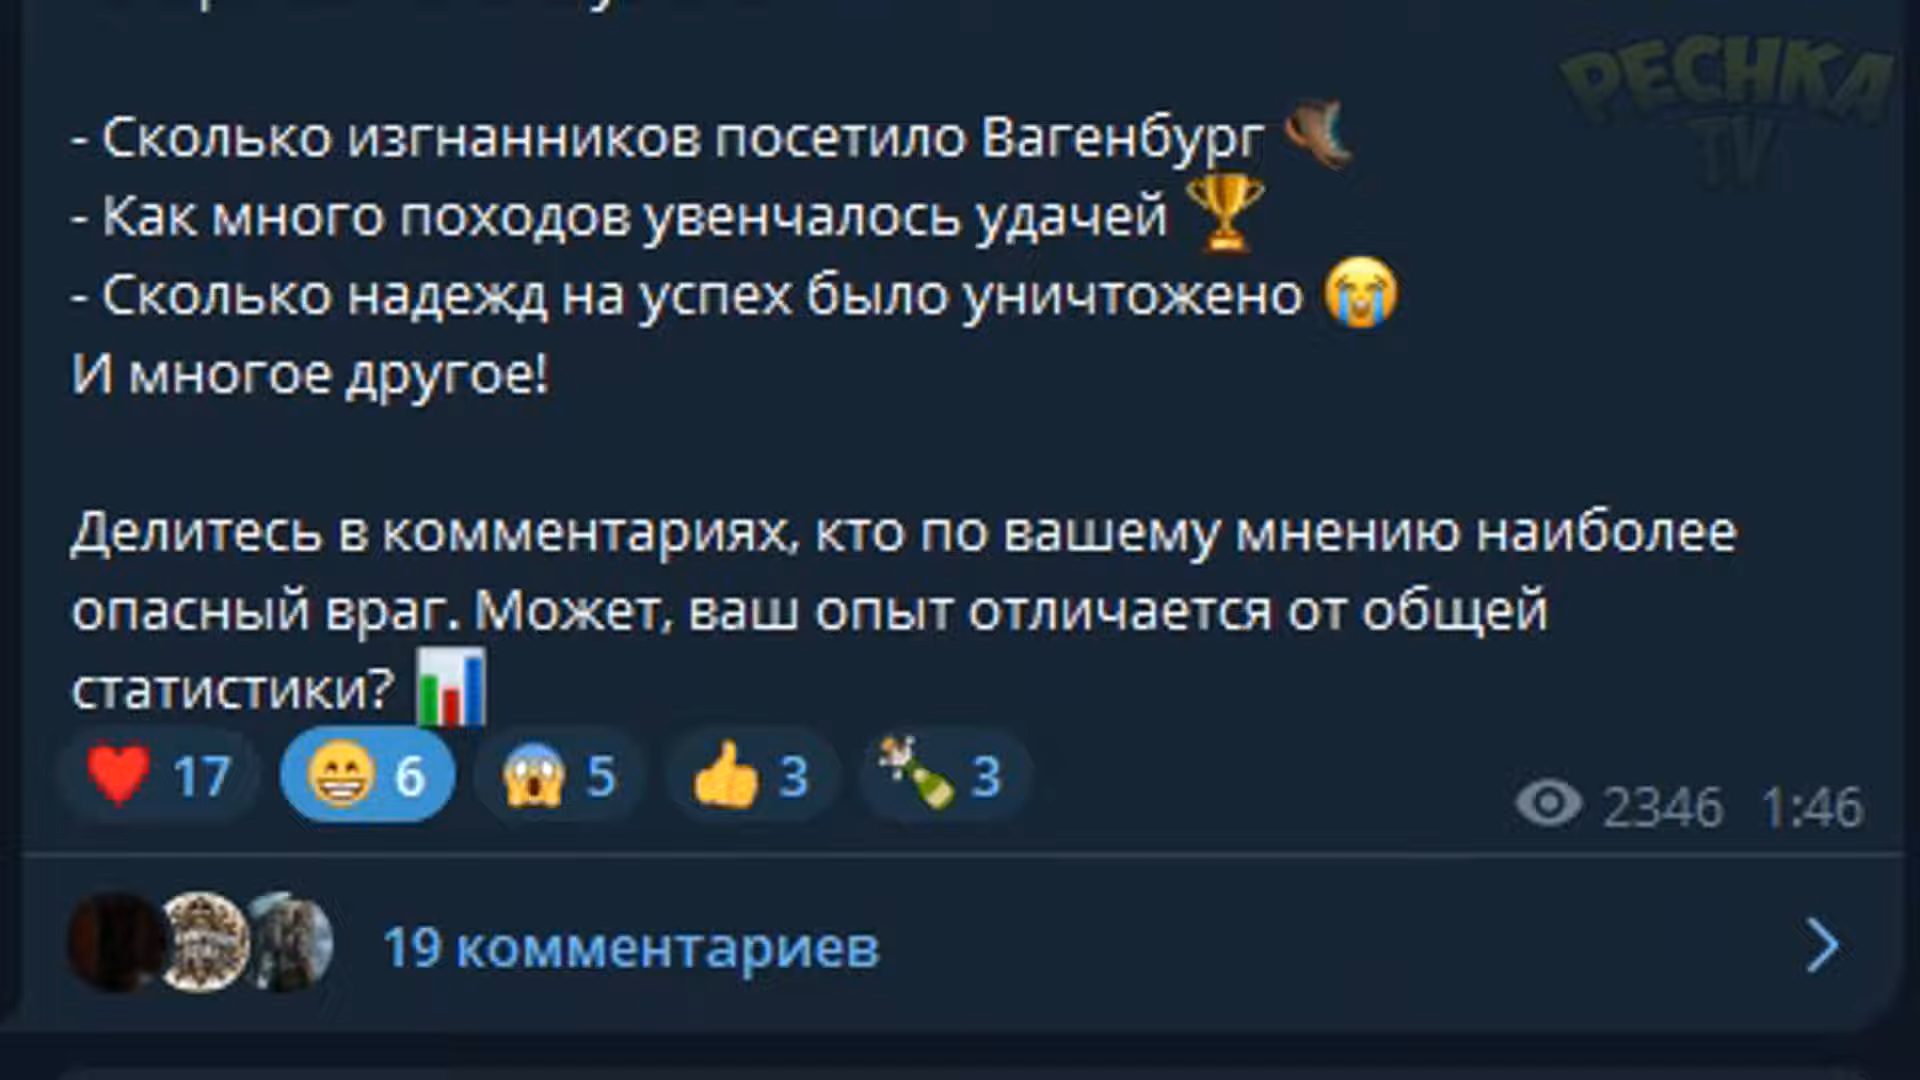 PECHKA
TV
- Сколько изгнанников посетило Вагенбург
- Как много походов увенчалось удачей 🏆
- Сколько надежд на успех было уничтожено 😭
И многое другое!
Делитесь в комментариях, кто по вашему мнению наиболее
опасный враг. Может, ваш опыт отличается от общей
статистики? 📊
❤️ 17 😁 6 😱 5 👍 3 🍾 3
2346 1:46
19 комментариев